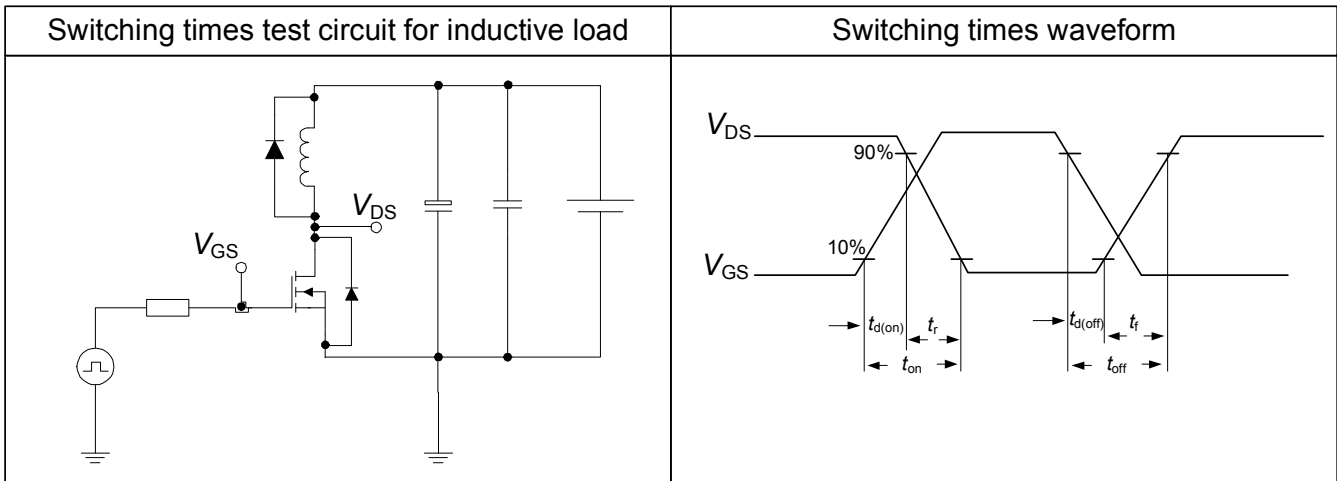 Switching times test circuit for inductive load
Switching times waveform
VDS
VGS
VDS
90%
10%
VGS
td(on)
tr
td(off)
tf
ton
toff